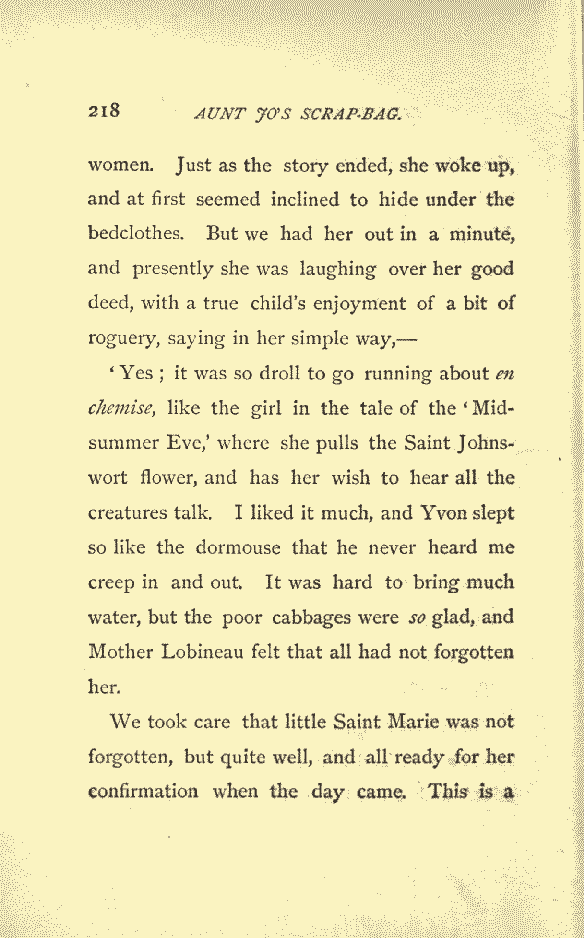 218 AUNT JO'S SCRAP-BAG.
women. Just as the story ended, she woke up,
and at first seemed inclined to hide under the
bedclothes. But we had her out in a minute,
and presently she was laughing over her good
deed, with a true child's enjoyment of a bit of
roguery, saying in her simple way,—
‘Yes; it was so droll to go running about en
chemise, like the girl in the tale of the ‘Mid-
summer Eve,’ where she pulls the Saint Johns-
wort flower, and has her wish to hear all the
creatures talk. I liked it much, and Yvon slept
so like the dormouse that he never heard me
creep in and out. It was hard to bring much
water, but the poor cabbages were so glad, and
Mother Lobineau felt that all had not forgotten
her.
We took care that little Saint Marie was not
forgotten, but quite well, and all ready for her
confirmation when the day came. This is a